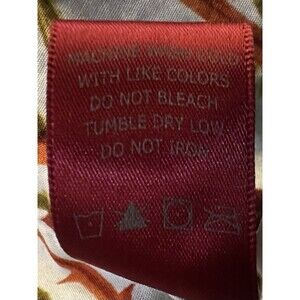 MACHINE WASH COLD
WITH LIKE COLORS
DO NOT BLEACH
TUMBLE DRY LOW
DO NOT IRON